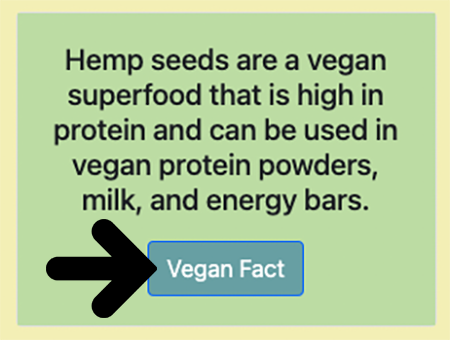 Hemp seeds are a vegan
superfood that is high in
protein and can be used in
vegan protein powders,
milk, and energy bars.
Vegan Fact